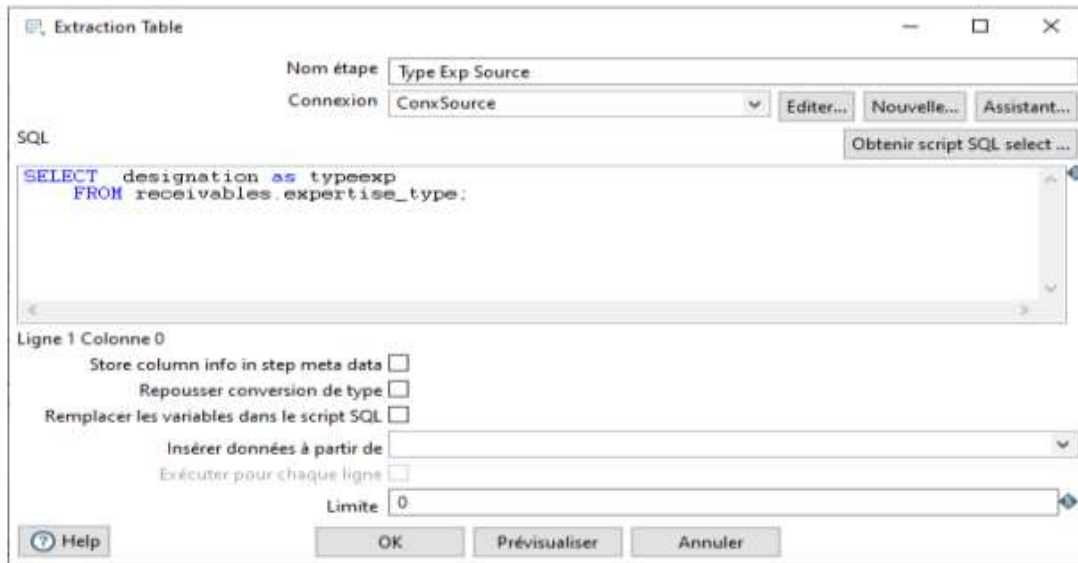 Extraction Table
Nom étape Type Exp Source
Connexion ConxSource Editer... Nouvelle... Assistant...
SQL Obtenir script SQL select ...
SELECT designation as typeexp
FROM receivables.expertise_type;
Ligne 1 Colonne 0
Store column info in step meta data
Repousser conversion de type
Remplacer les variables dans le script SQL
Insérer données à partir de
Exécuter pour chaque ligne
Limite 0
Help OK Prévisualiser Annuler